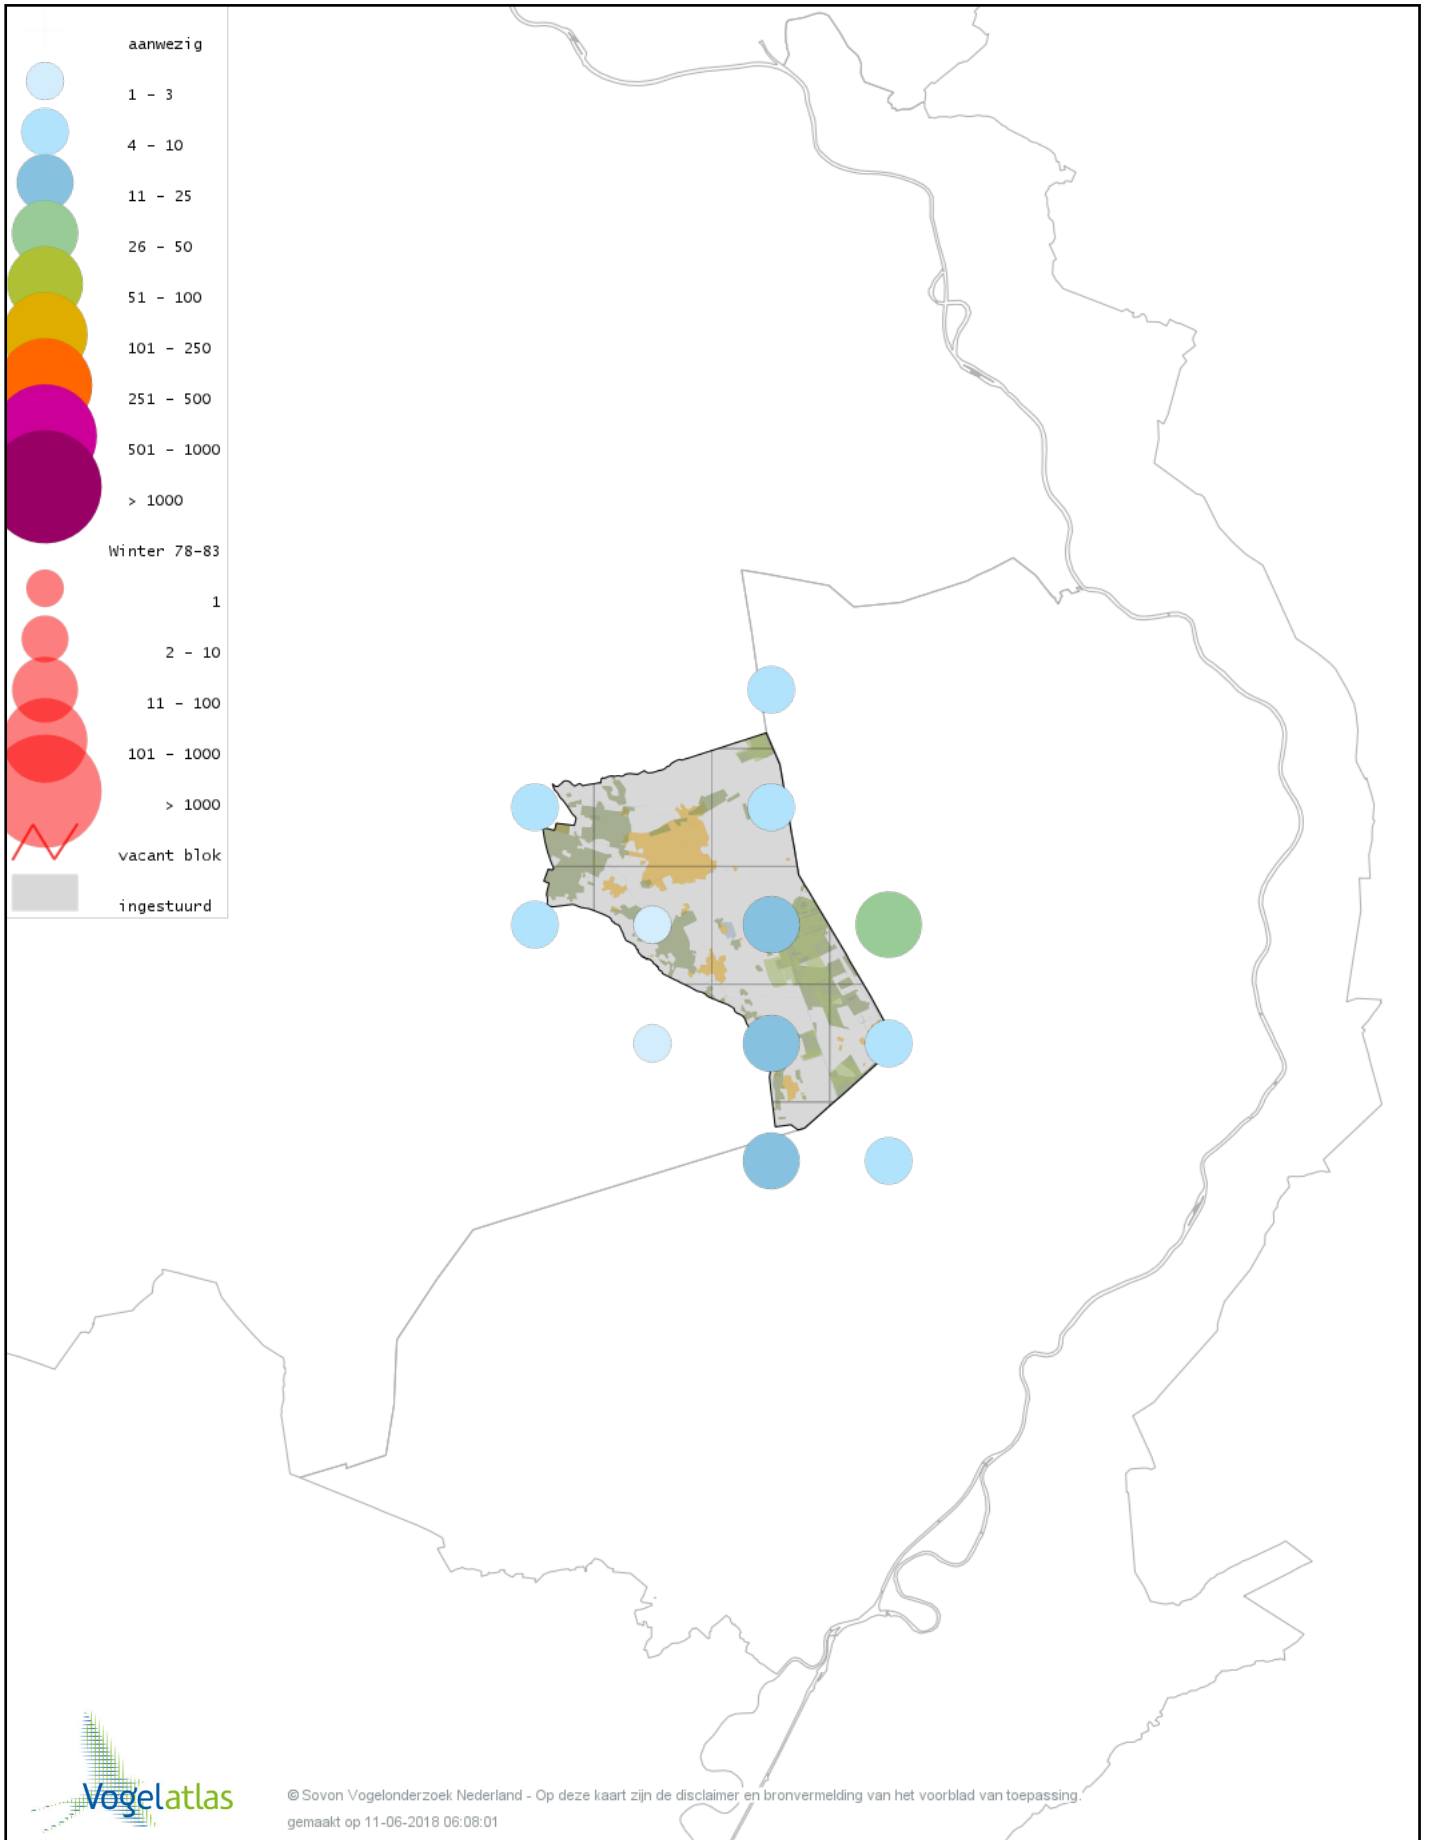 aanwezig
1 - 3
4 - 10
11 - 25
26 - 50
51 - 100
101 - 250
251 - 500
501 - 1000
> 1000
Winter 78-83
1
2 - 10
11 - 100
101 - 1000
> 1000
vacant blok
ingestuurd
Vogelatlas
© Sovon Vogelonderzoek Nederland - Op deze kaart zijn de disclaimer en bronvermelding van het voorblad van toepassing.
gemaakt op 11-06-2018 06:08:01